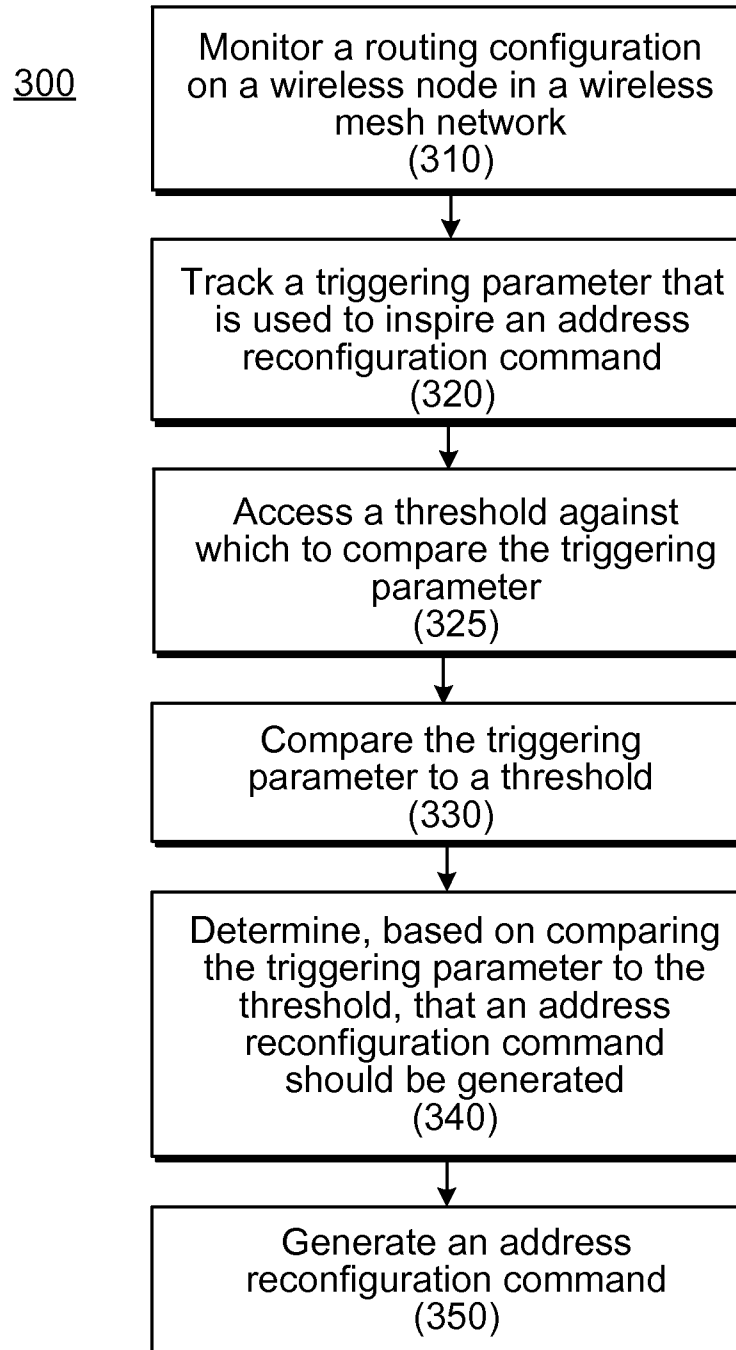 300
Monitor a routing configuration
on a wireless node in a wireless
mesh network
(310)
Track a triggering parameter that
is used to inspire an address
reconfiguration command
(320)
Access a threshold against
which to compare the triggering
parameter
(325)
Compare the triggering
parameter to a threshold
(330)
Determine, based on comparing
the triggering parameter to the
threshold, that an address
reconfiguration command
should be generated
(340)
Generate an address
reconfiguration command
(350)